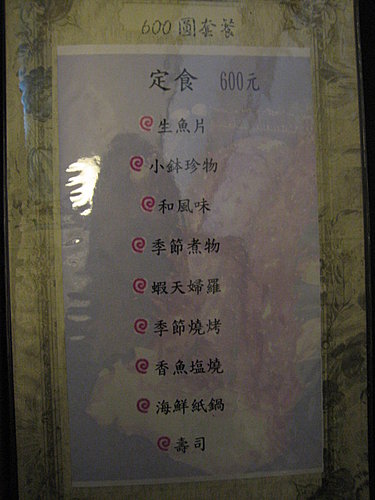 600圓套餐
定食 600元
生魚片
小鉢珍物
和風味
季節煮物
蝦天婦羅
季節燒烤
香魚塩燒
海鮮紙鍋
壽司